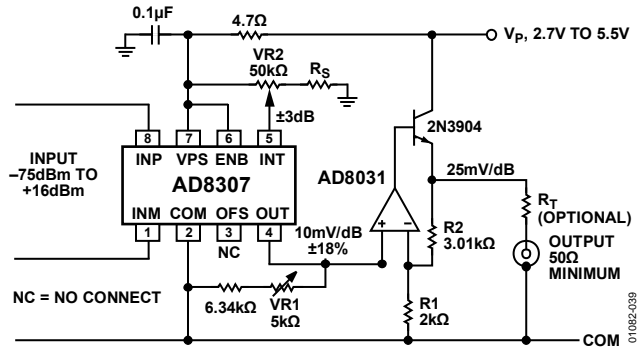 0.1µF
4.7Ω
VP, 2.7V TO 5.5V
VR2
50kΩ
RS
±3dB
2N3904
8 7 6 5
INP VPS ENB INT
INPUT
–75dBm TO
+16dBm
AD8307
AD8031
25mV/dB
RT
(OPTIONAL)
INM COM OFS OUT
1 2 3 4
NC
10mV/dB
±18%
+ –
R2
3.01kΩ
OUTPUT
50Ω
MINIMUM
NC = NO CONNECT
6.34kΩ
VR1
5kΩ
R1
2kΩ
COM
01082-039